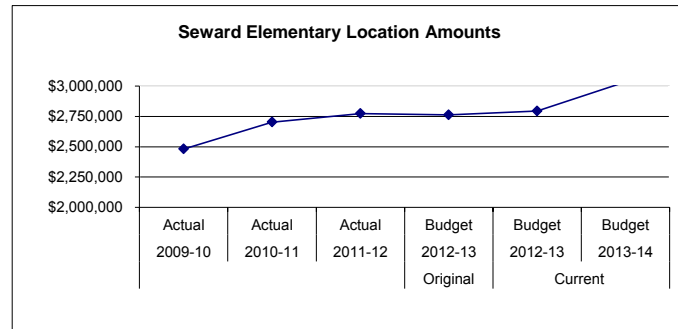 Seward Elementary Location Amounts
$3,000,000
$2,750,000
$2,500,000
$2,250,000
$2,000,000
Actual Actual Actual Budget Budget Budget
2009-10 2010-11 2011-12 2012-13 2012-13 2013-14
Original Current